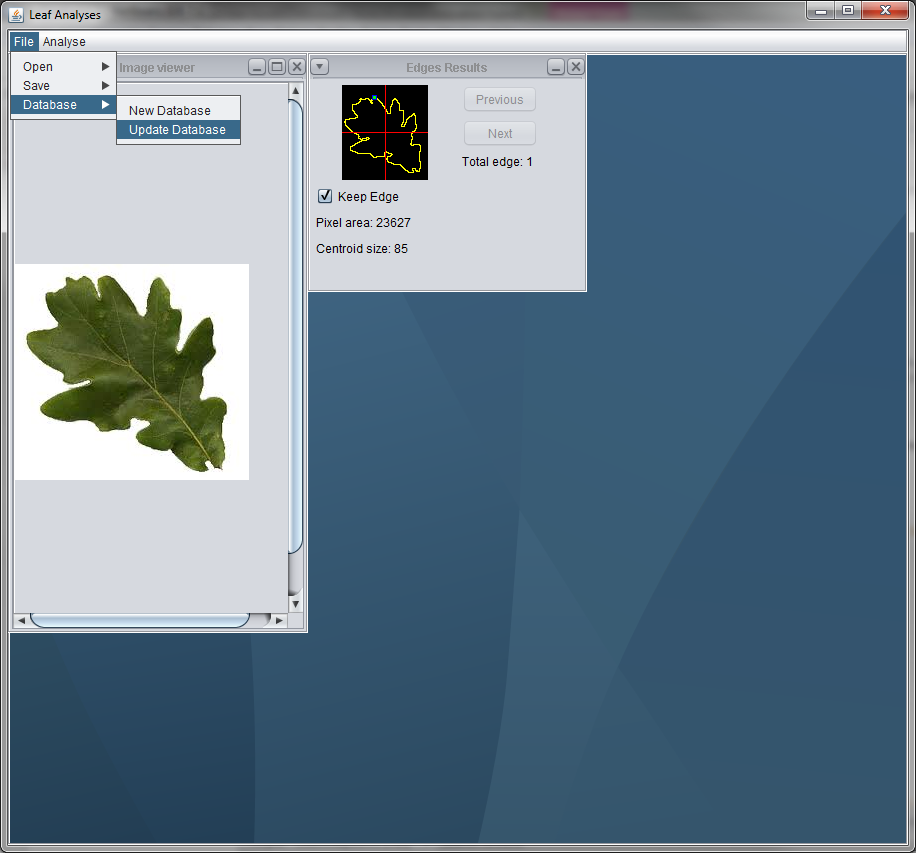 Leaf Analyses
File Analyse
Open
Save
Database
New Database
Update Database
Image viewer
Edges Results
Previous
Next
Total edge: 1
Keep Edge
Pixel area: 23627
Centroid size: 85